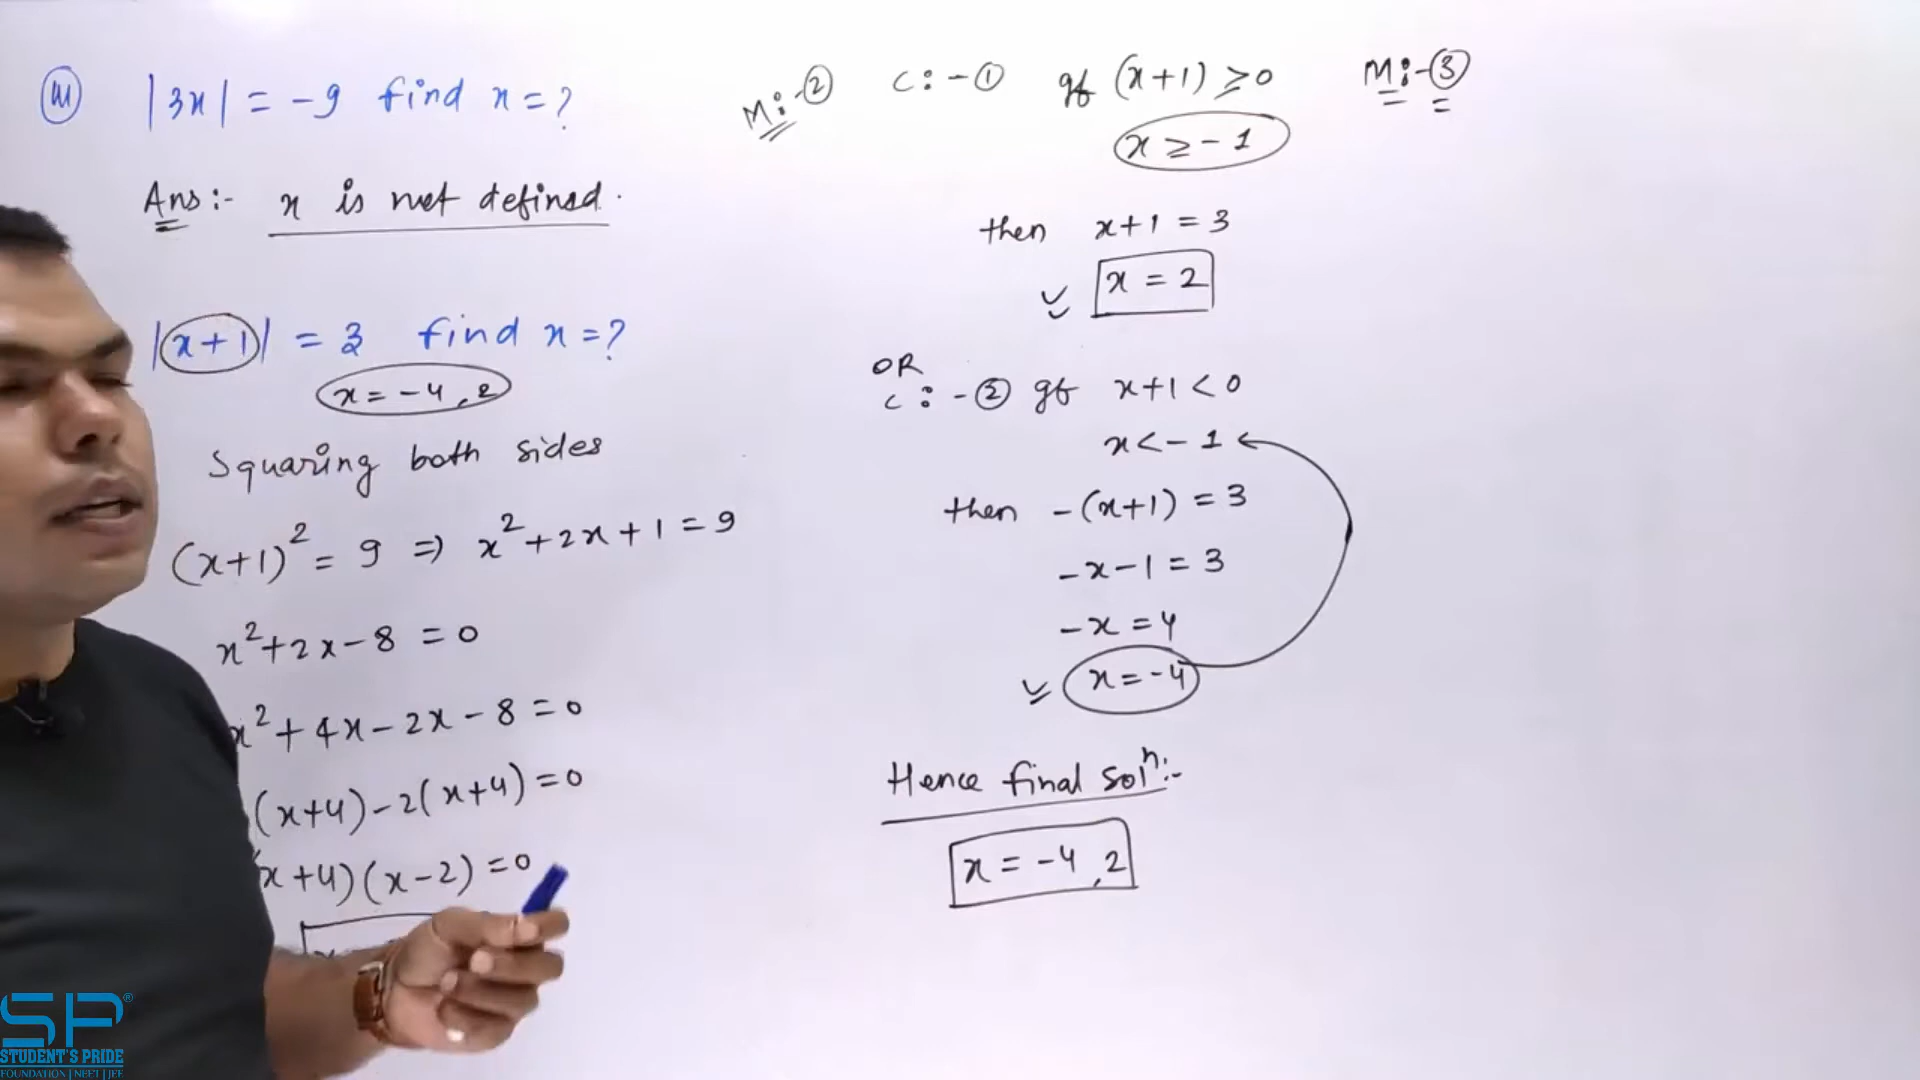 (iii) |3x| = -9 find x = ?
Ans:- x is not defined.
|x+1| = 3 find x = ?
x = -4, 2
Squaring both sides
(x+1)² = 9 ⇒ x²+2x+1 = 9
x²+2x-8 = 0
x²+4x-2x-8 = 0
(x+4)-2(x+4) = 0
x+4)(x-2) = 0
M:-②
C:-① If (x+1) ≥ 0
x ≥ -1
then x+1 = 3
x = 2
OR
C:-② If x+1 < 0
x < -1
then -(x+1) = 3
-x-1 = 3
-x = 4
x = -4
Hence final solⁿ:-
x = -4, 2
M:-③
SP®
STUDENT'S PRIDE
FOUNDATION | NEET | JEE